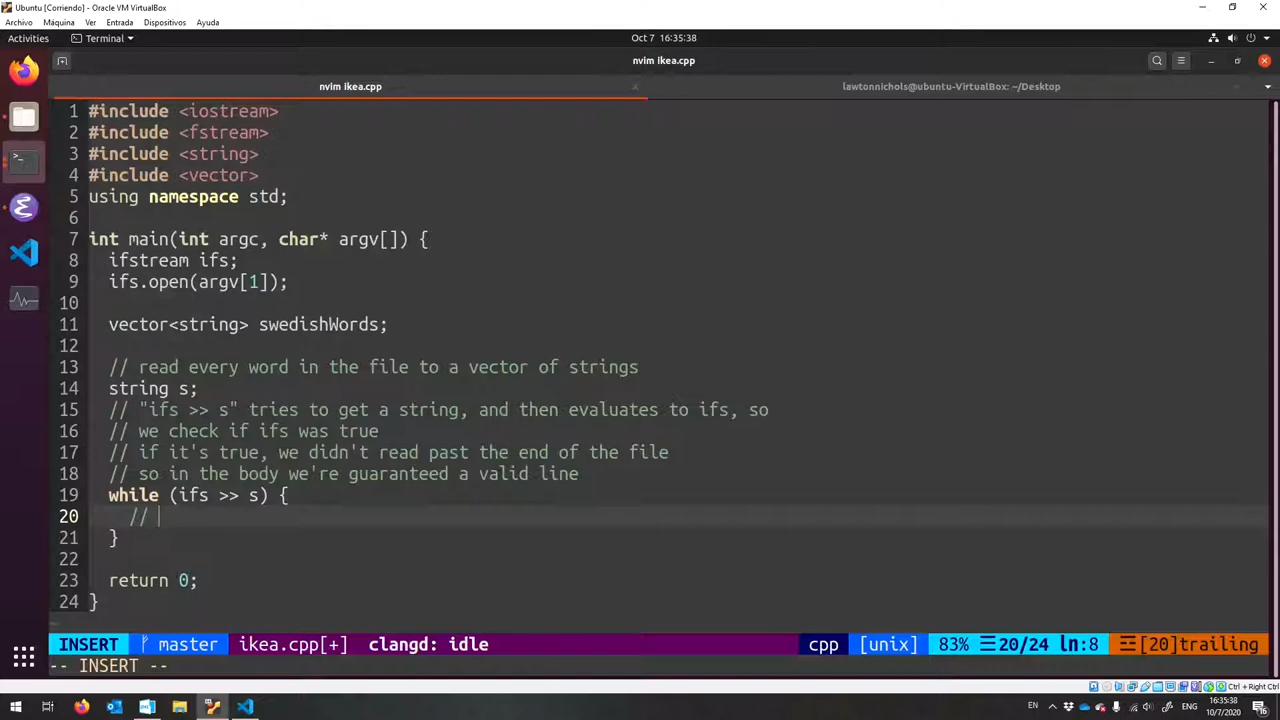 Ubuntu [Corriendo] - Oracle VM VirtualBox
Archivo Máquina Ver Entrada Dispositivos Ayuda
Activities Terminal Oct 7 16:35:38
nvim ikea.cpp
nvim ikea.cpp lawtonnichols@ubuntu-VirtualBox: ~/Desktop
1 #include <iostream>
2 #include <fstream>
3 #include <string>
4 #include <vector>
5 using namespace std;
6
7 int main(int argc, char* argv[]) {
8 ifstream ifs;
9 ifs.open(argv[1]);
10
11 vector<string> swedishWords;
12
13 // read every word in the file to a vector of strings
14 string s;
15 // "ifs >> s" tries to get a string, and then evaluates to ifs, so
16 // we check if ifs was true
17 // if it's true, we didn't read past the end of the file
18 // so in the body we're guaranteed a valid line
19 while (ifs >> s) {
20 //
21 }
22
23 return 0;
24 }
INSERT master ikea.cpp[+] clangd: idle cpp [unix] 83% ☰20/24 ln:8 ☲[20]trailing
-- INSERT --
Ctrl + Right Ctrl
EN ENG 16:35:38
10/7/2020 16